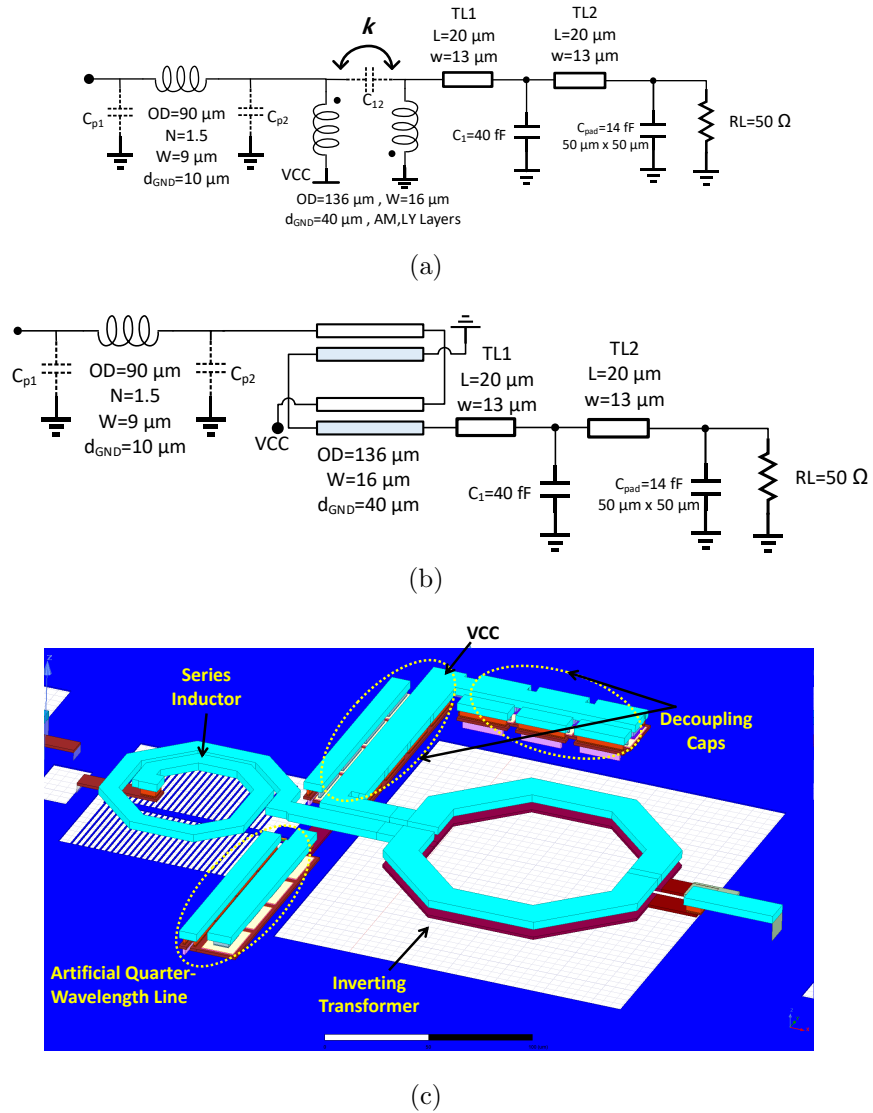 k
TL1
L=20 µm
w=13 µm
TL2
L=20 µm
w=13 µm
Cp1
OD=90 µm
N=1.5
W=9 µm
dGND=10 µm
Cp2
C12
VCC
OD=136 µm , W=16 µm
dGND=40 µm , AM,LY Layers
C1=40 fF
Cpad=14 fF
50 µm x 50 µm
RL=50 Ω
(a)
Cp1
OD=90 µm
N=1.5
W=9 µm
dGND=10 µm
Cp2
VCC
OD=136 µm
W=16 µm
dGND=40 µm
TL1
L=20 µm
w=13 µm
TL2
L=20 µm
w=13 µm
C1=40 fF
Cpad=14 fF
50 µm x 50 µm
RL=50 Ω
(b)
VCC
Series
Inductor
Decoupling
Caps
Artificial Quarter-
Wavelength Line
Inverting
Transformer
(c)